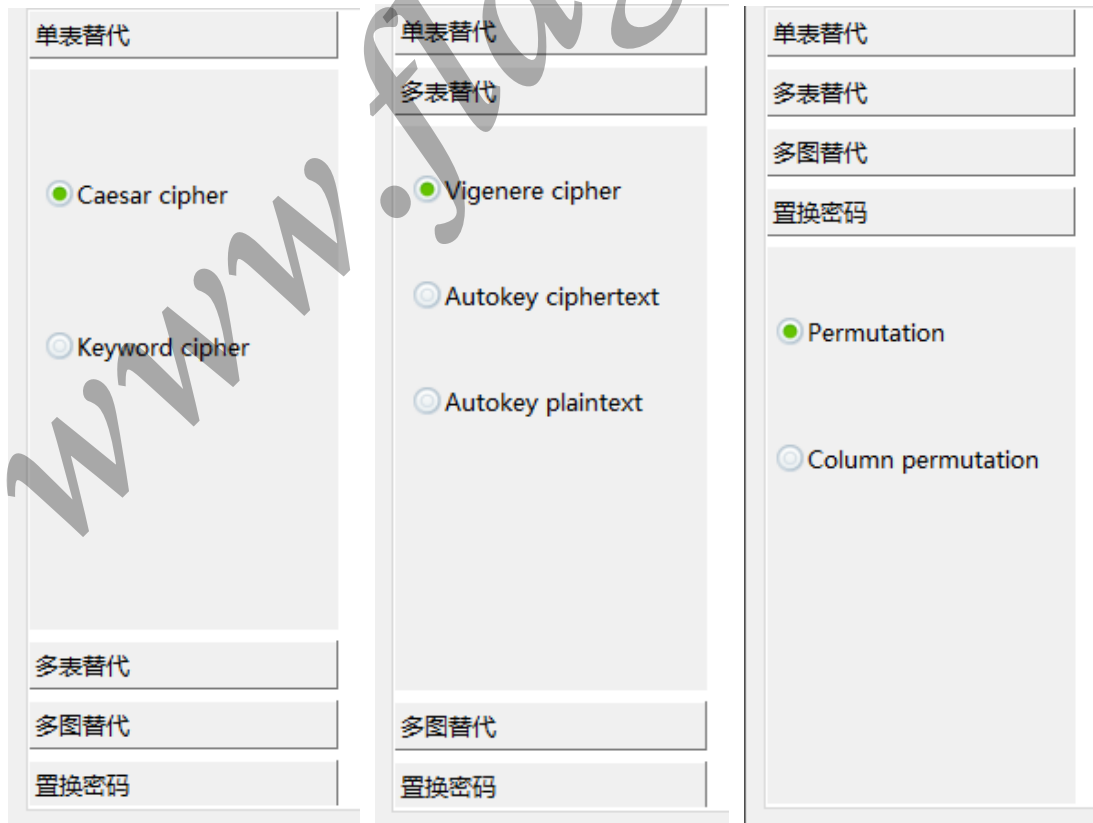 单表替代
Caesar cipher
Keyword cipher
多表替代
多图替代
置换密码
单表替代
多表替代
Vigenere cipher
Autokey ciphertext
Autokey plaintext
多图替代
置换密码
单表替代
多表替代
多图替代
置换密码
Permutation
Column permutation